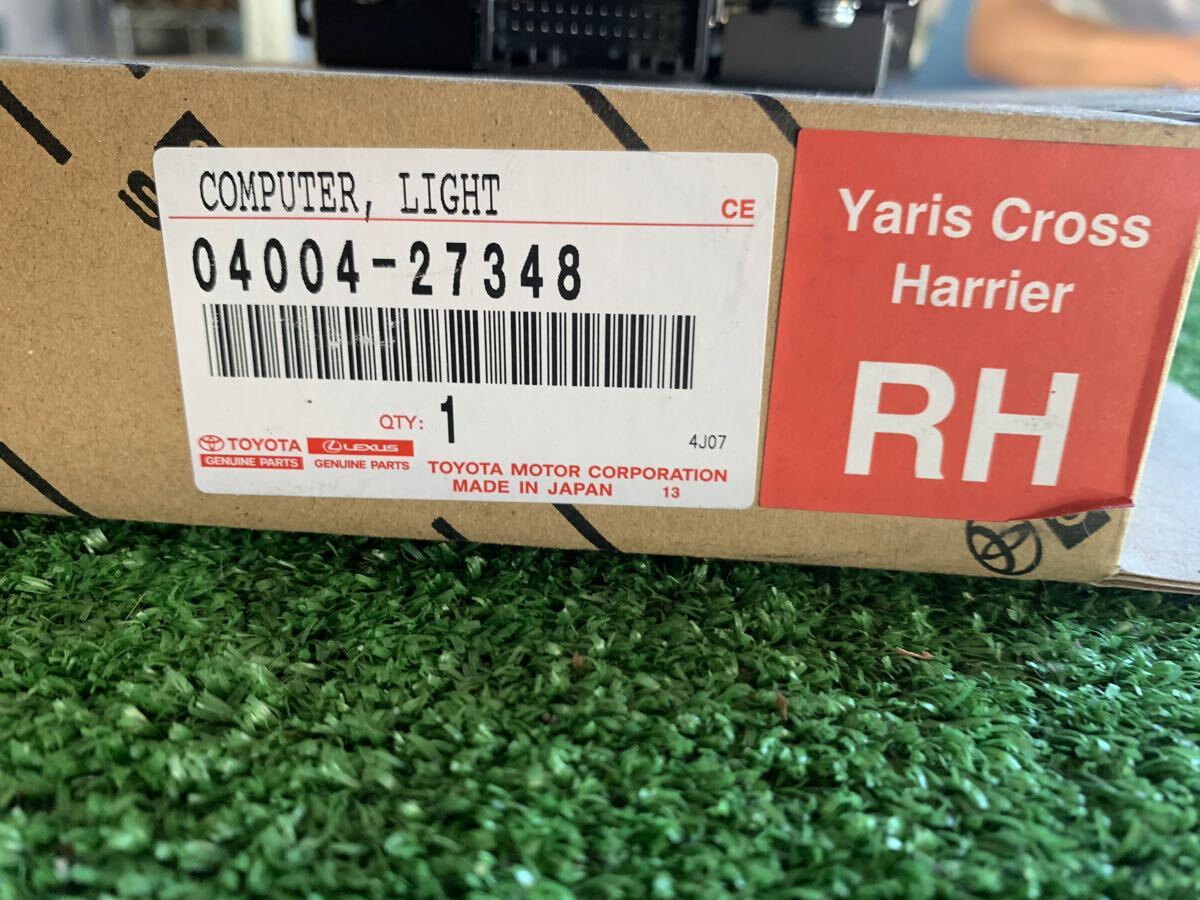 COMPUTER, LIGHT
CE
04004-27348
QTY: 1
TOYOTA
GENUINE PARTS
LEXUS
GENUINE PARTS
4J07
TOYOTA MOTOR CORPORATION
MADE IN JAPAN 13
Yaris Cross
Harrier
RH